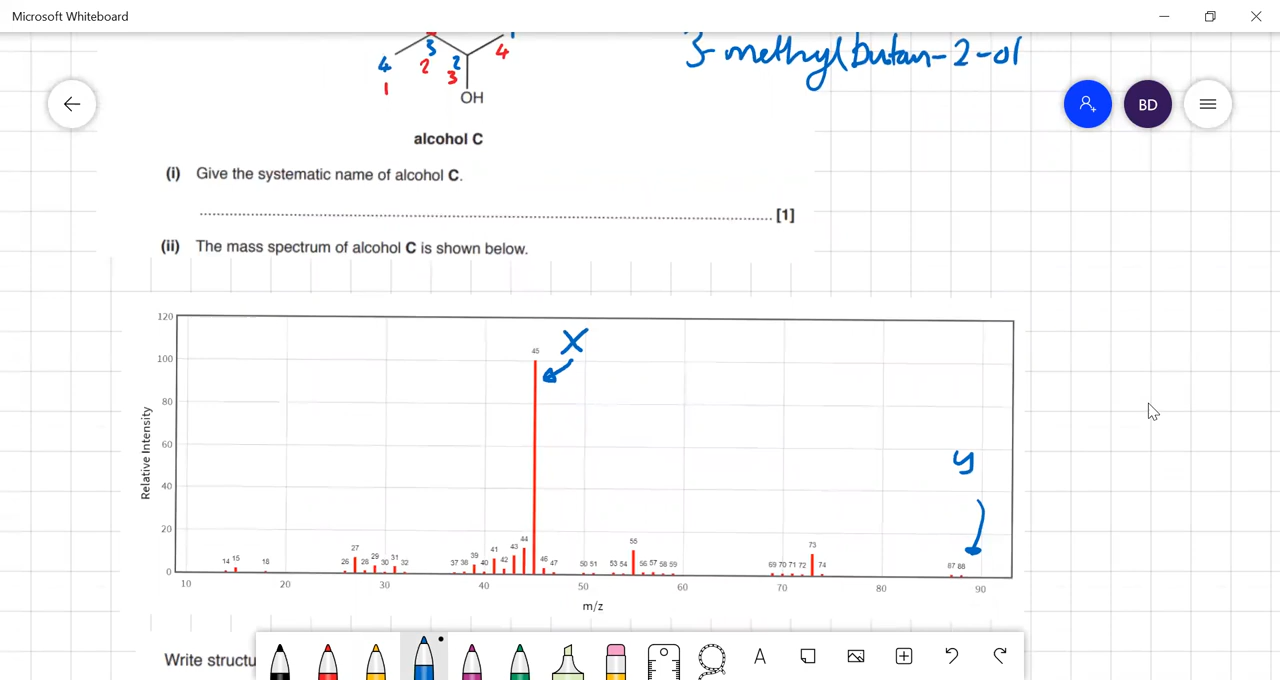 Microsoft Whiteboard
3-methylbutan-2-ol
4 3 2
1 2 3 4
OH
BD
alcohol C
(i) Give the systematic name of alcohol C.
[1]
(ii) The mass spectrum of alcohol C is shown below.
120
100
80
60
40
20
0
Relative Intensity
X
y
14 15 18 26 27 28 29 30 31 32 37 38 39 40 41 42 43 44 45 46 47 50 51 53 54 55 56 57 58 59 69 70 71 72 73 74 87 88
10 20 30 40 50 60 70 80 90
m/z
Write structu
A